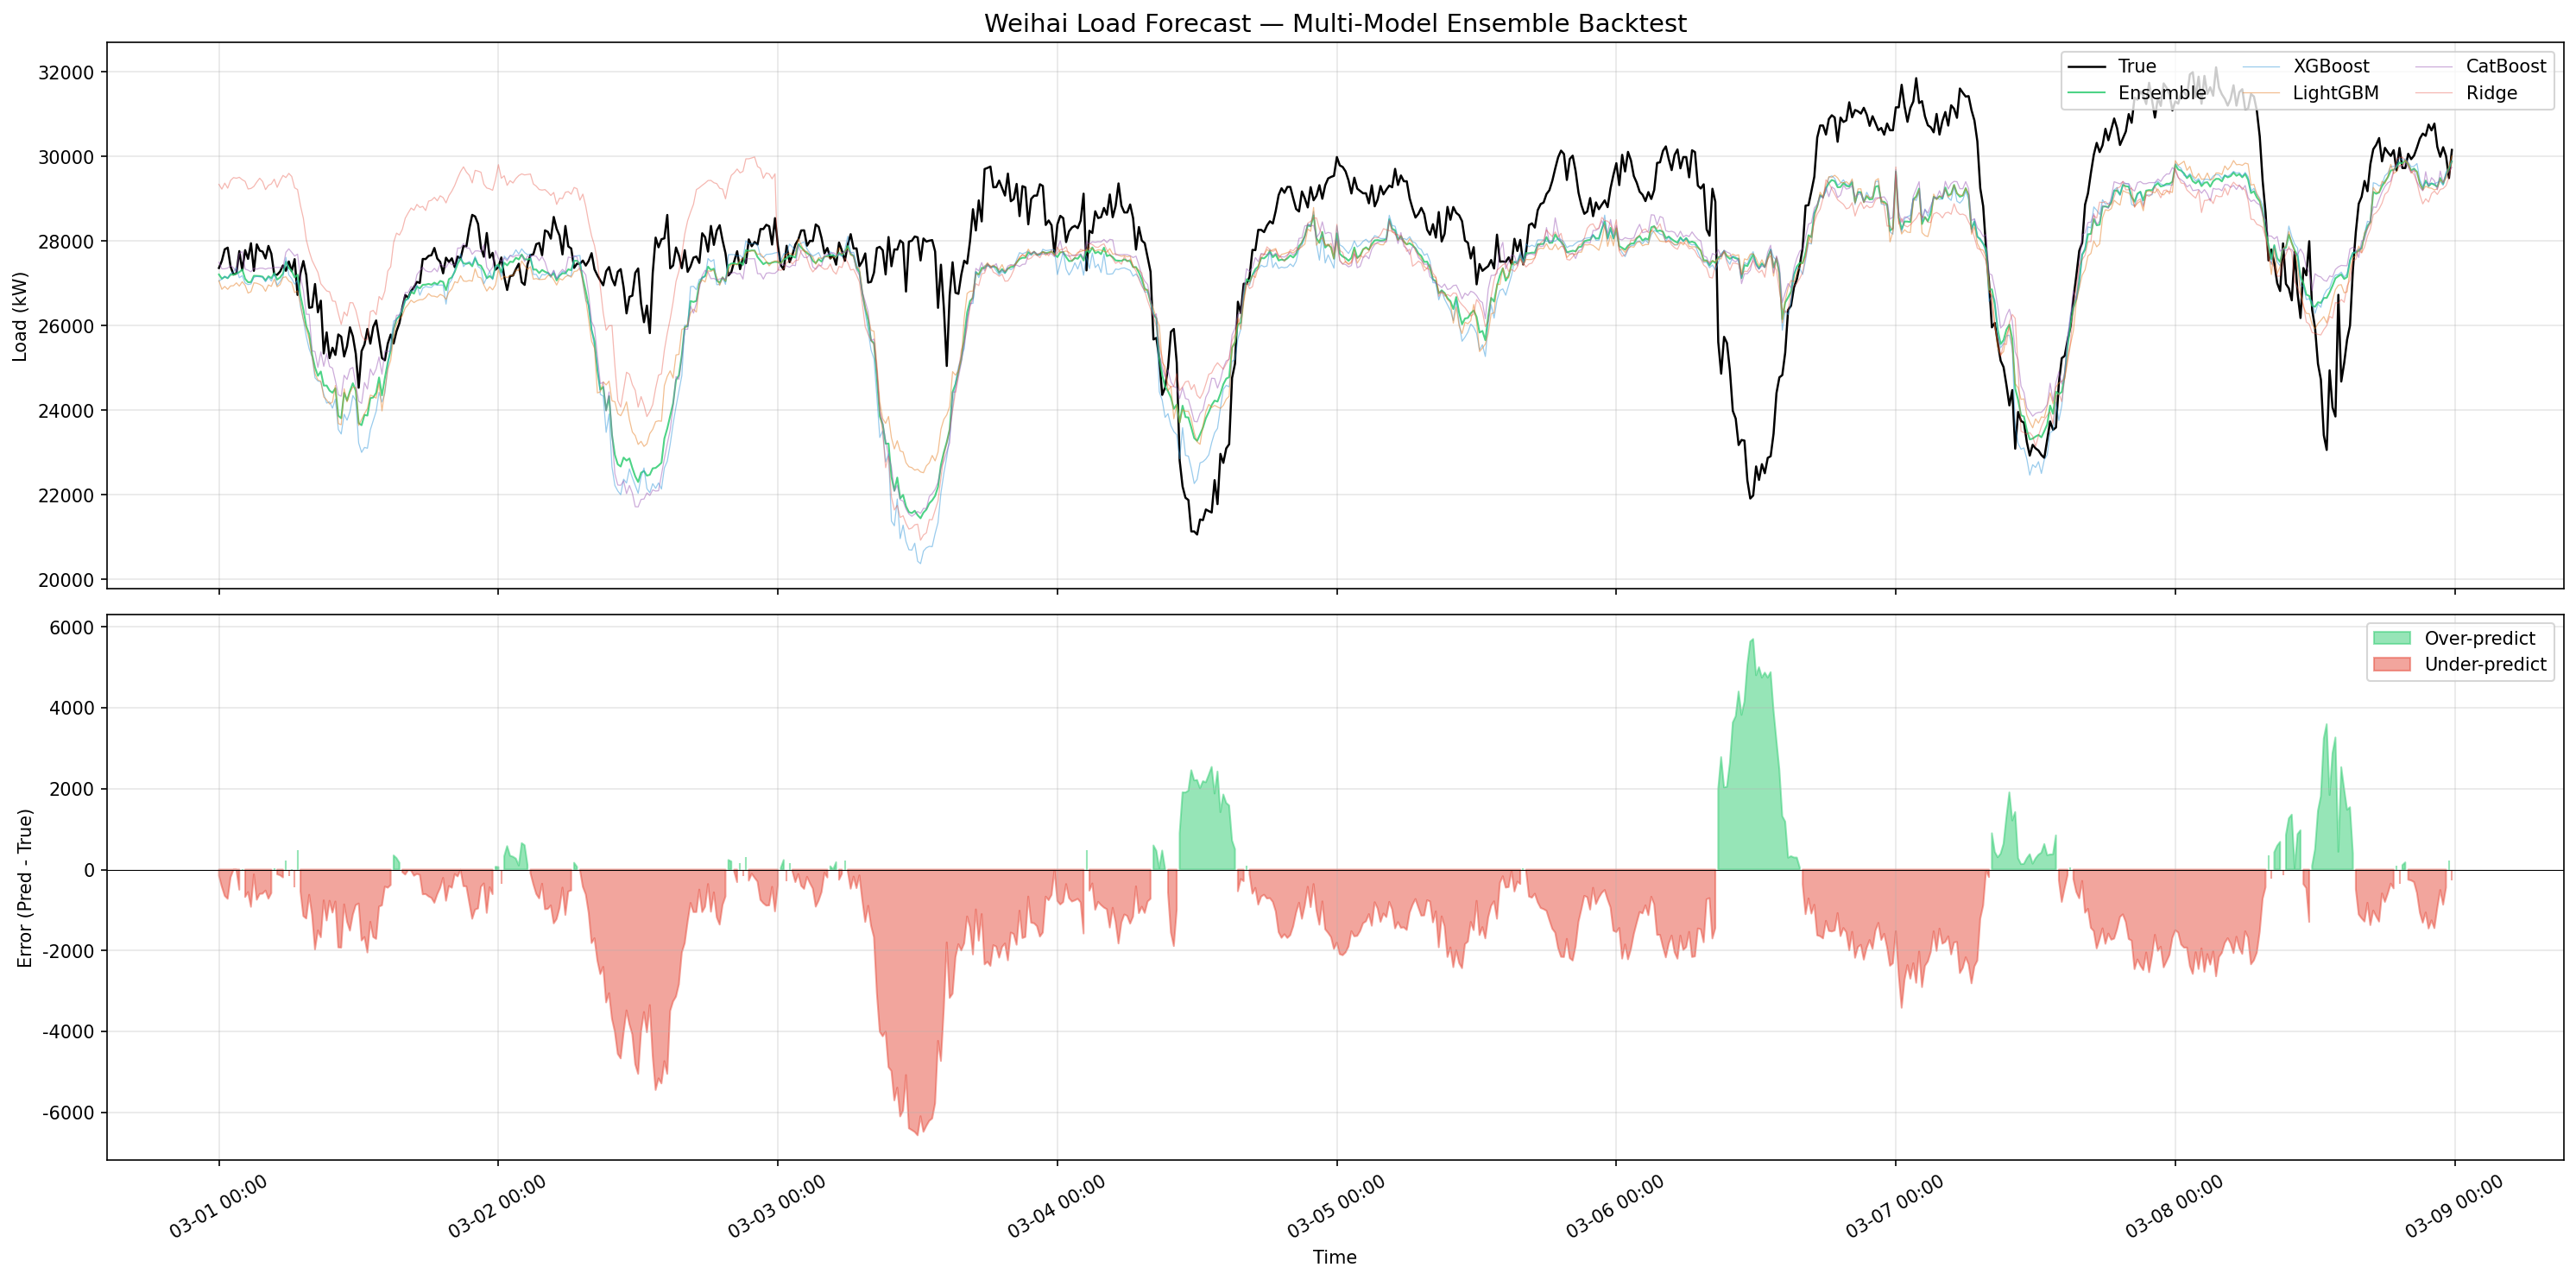 Weihai Load Forecast — Multi-Model Ensemble Backtest
Load (kW)
32000
30000
28000
26000
24000
22000
20000
True
Ensemble
XGBoost
LightGBM
CatBoost
Ridge
Error (Pred - True)
6000
4000
2000
0
-2000
-4000
-6000
Over-predict
Under-predict
03-01 00:00
03-02 00:00
03-03 00:00
03-04 00:00
03-05 00:00
03-06 00:00
03-07 00:00
03-08 00:00
03-09 00:00
Time